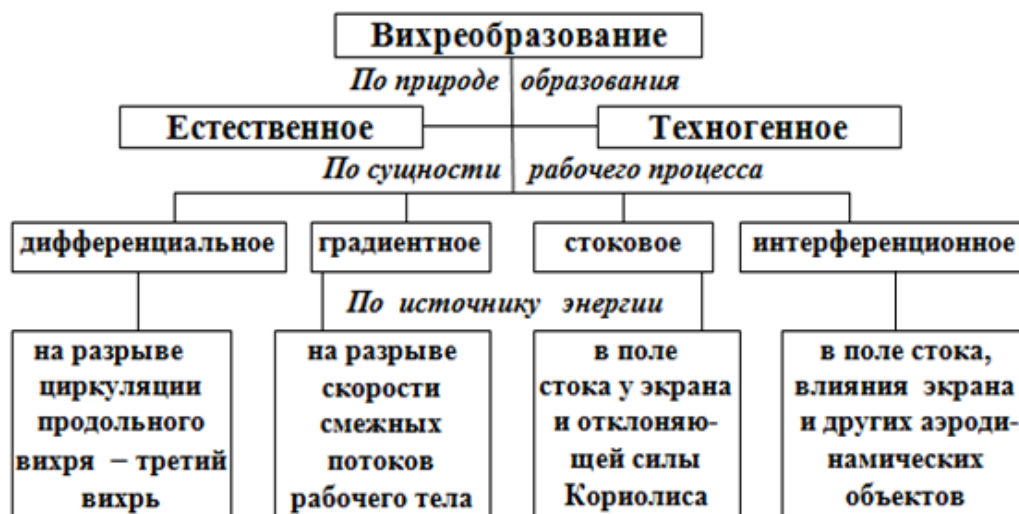 Вихреобразование
По природе образования
Естественное
Техногенное
По сущности рабочего процесса
дифференциальное
градиентное
стоковое
интерференционное
По источнику энергии
на разрыве
циркуляции
продольного
вихря – третий
вихрь
на разрыве
скорости
смежных
потоков
рабочего тела
в поле
стока у экрана
и отклоняю-
щей силы
Кориолиса
в поле стока,
влияния экрана
и других аэроди-
намических
объектов